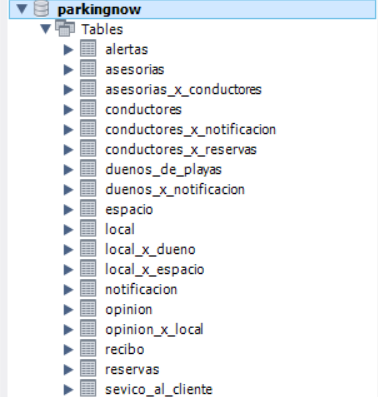 parkingnow
Tables
alertas
asesorias
asesorias_x_conductores
conductores
conductores_x_notificacion
conductores_x_reservas
duenos_de_playas
duenos_x_notificacion
espacio
local
local_x_dueno
local_x_espacio
notificacion
opinion
opinion_x_local
recibo
reservas
sevico_al_cliente